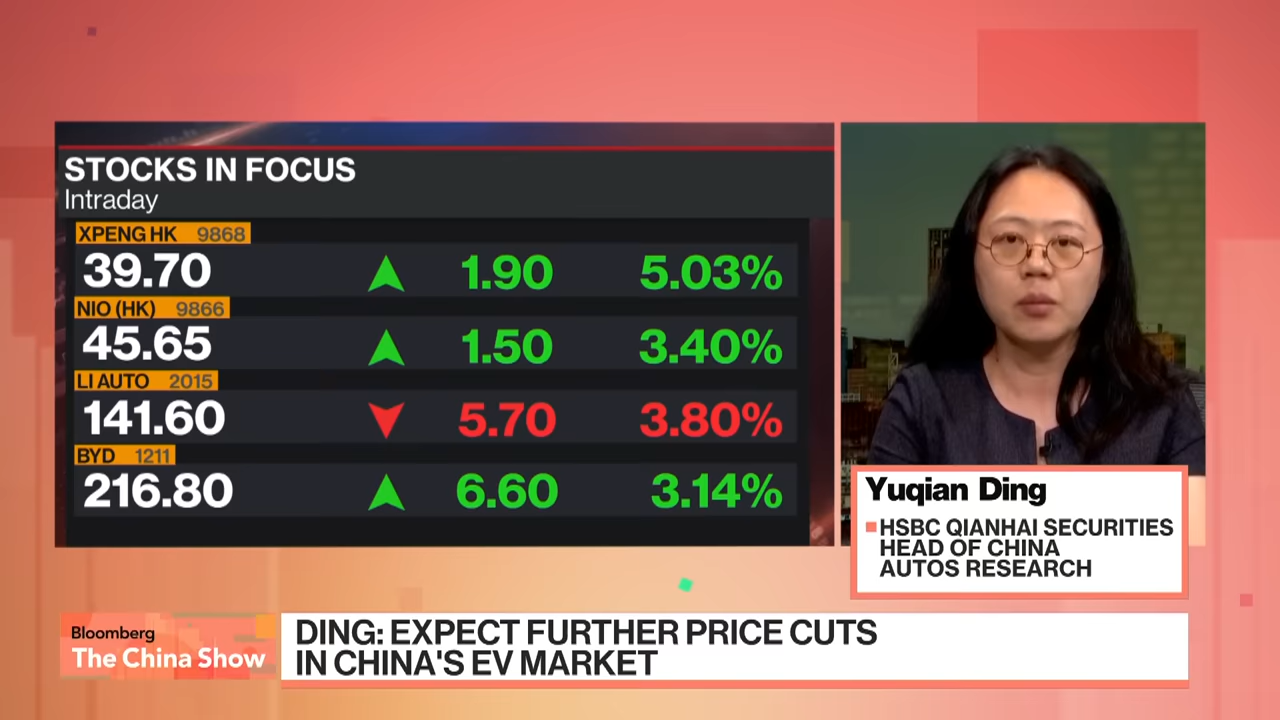 STOCKS IN FOCUS
Intraday
XPENG HK 9868
39.70 ▲ 1.90 5.03%
NIO (HK) 9866
45.65 ▲ 1.50 3.40%
LI AUTO 2015
141.60 ▼ 5.70 3.80%
BYD 1211
216.80 ▲ 6.60 3.14%
Yuqian Ding
HSBC QIANHAI SECURITIES
HEAD OF CHINA
AUTOS RESEARCH
Bloomberg
The China Show
DING: EXPECT FURTHER PRICE CUTS
IN CHINA'S EV MARKET